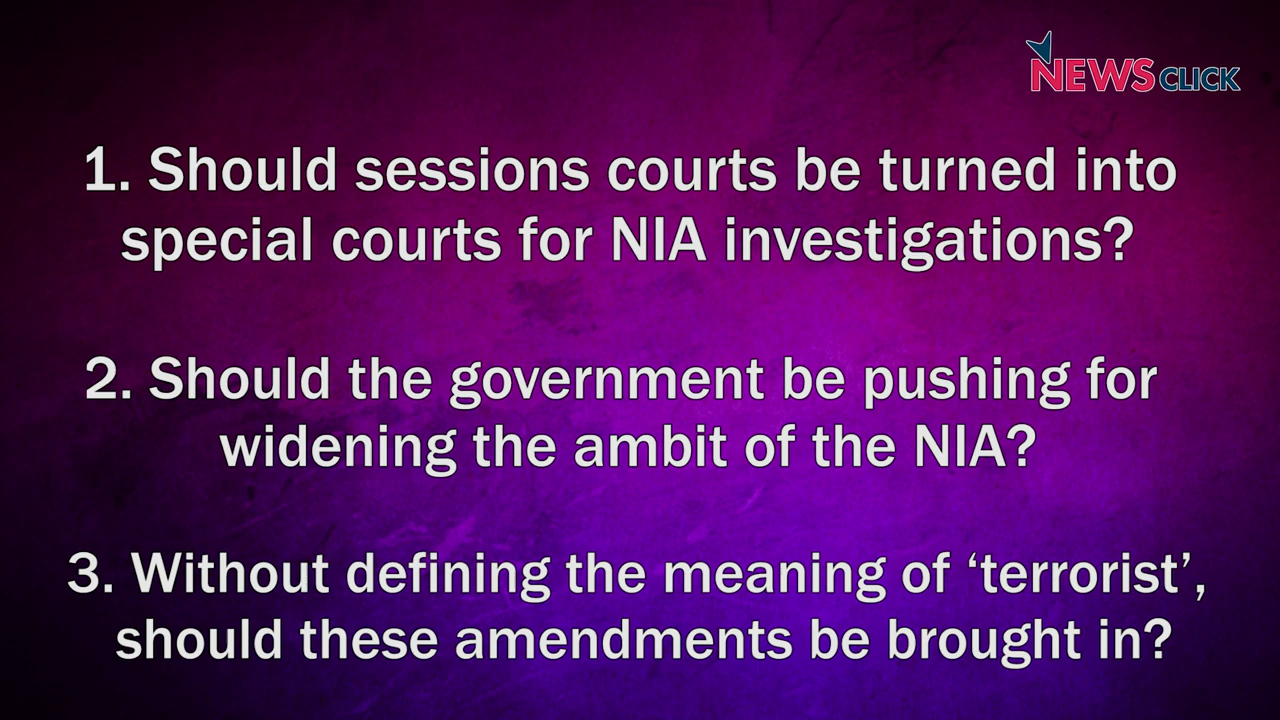 NEWSCLICK
1. Should sessions courts be turned into
special courts for NIA investigations?
2. Should the government be pushing for
widening the ambit of the NIA?
3. Without defining the meaning of ‘terrorist’,
should these amendments be brought in?